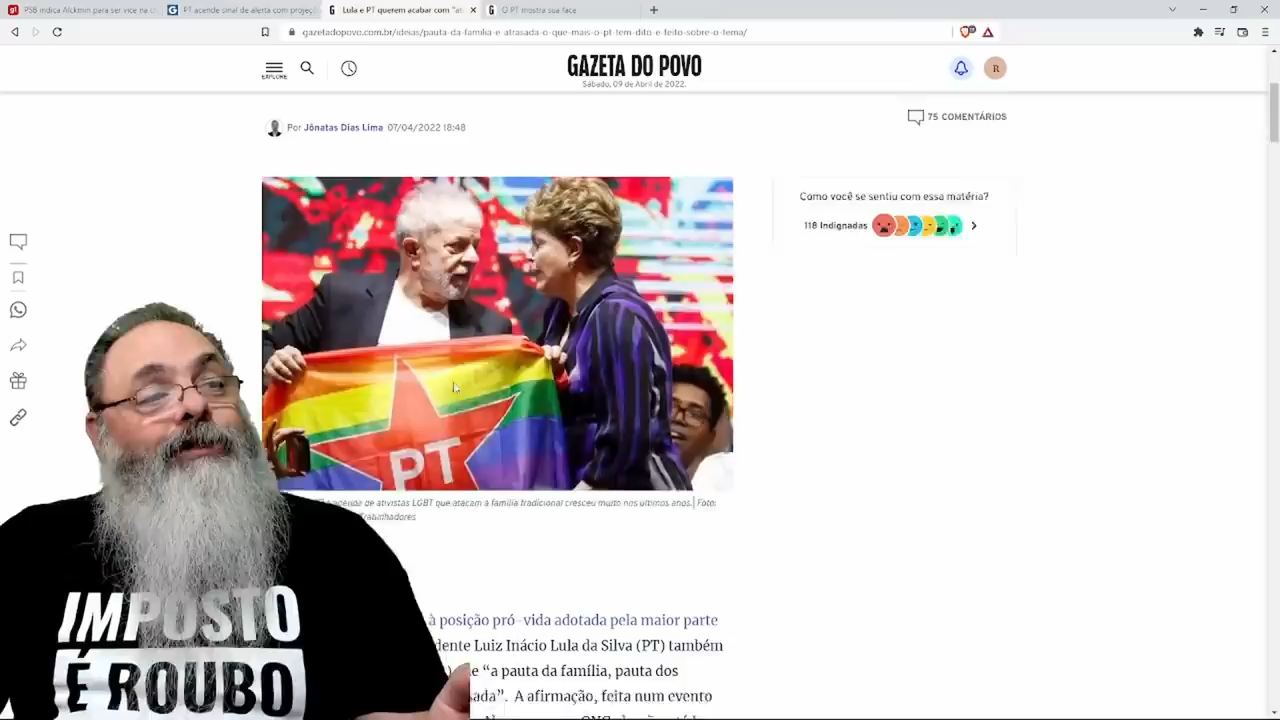 PSB indica Alckmin para ser vice na c
PT acende sinal de alerta com projeç
Lula e PT querem acabar com "at
O PT mostra sua face
gazetadopovo.com.br/ideias/pauta-da-familia-e-atrasada-o-que-mais-o-pt-tem-dito-e-feito-sobre-o-tema/
EXPLORE
GAZETA DO POVO
Sábado, 09 de Abril de 2022.
R
Por Jônatas Dias Lima 07/04/2022 18:48
75 COMENTÁRIOS
Como você se sentiu com essa matéria?
118 Indignadas
PT
de ativistas LGBT que atacam a família tradicional cresceu muito nos últimos anos.| Foto:
Trabalhadores
à posição pró-vida adotada pela maior parte
dente Luiz Inácio Lula da Silva (PT) também
e “a pauta da família, pauta dos
sada”. A afirmação, feita num evento
IMPOSTO
É ROUBO